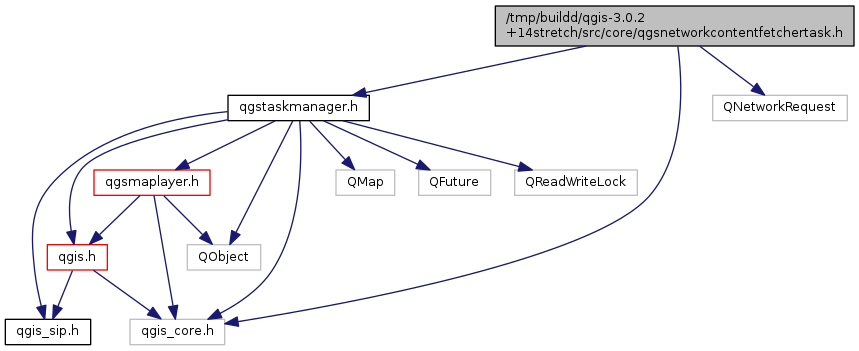 /tmp/buildd/qgis-3.0.2
+14stretch/src/core/qgsnetworkcontentfetchertask.h
qgstaskmanager.h
QNetworkRequest
qgsmaplayer.h
QMap
QFuture
QReadWriteLock
qgis.h
QObject
qgis_sip.h
qgis_core.h